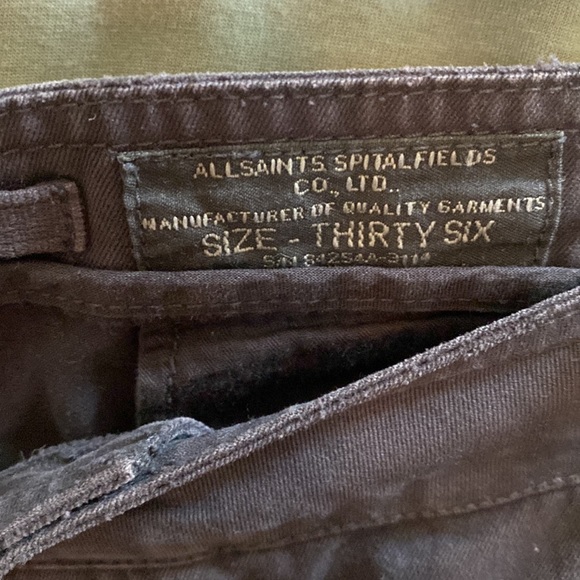 ALLSAINTS SPITALFIELDS
CO., LTD..
MANUFACTURER OF QUALITY GARMENTS
SIZE - THIRTY SIX